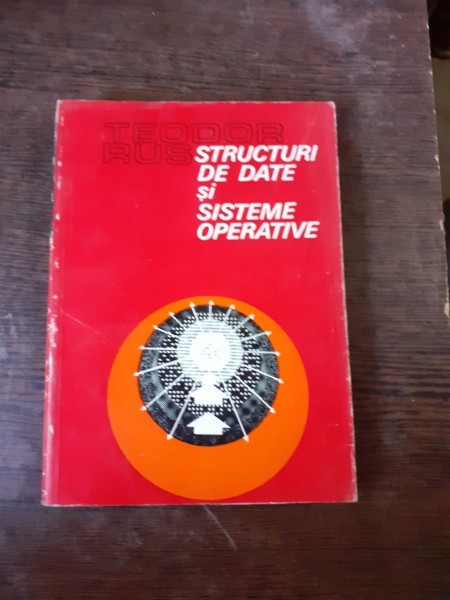 TEODOR
RUS
STRUCTURI
DE DATE
și
SISTEME
OPERATIVE